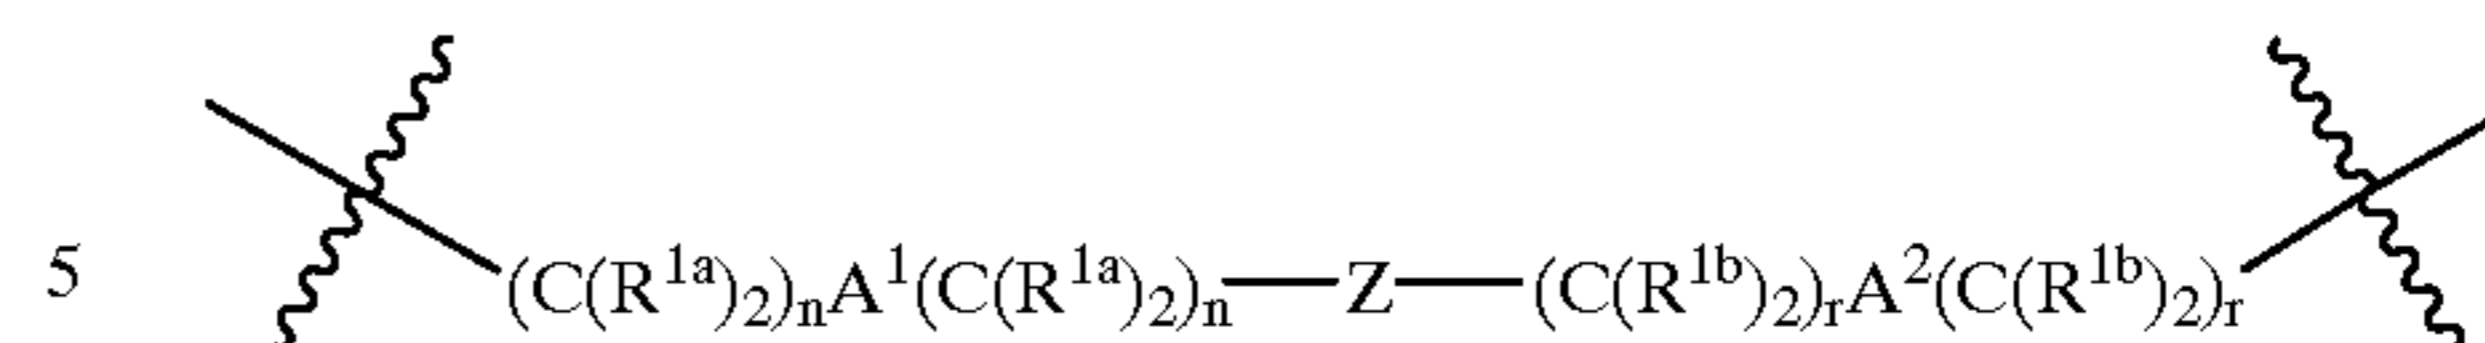 5 (C(R¹ᵃ)₂)ₙA¹(C(R¹ᵃ)₂)ₙ—Z—(C(R¹ᵇ)₂)ᵣA²(C(R¹ᵇ)₂)ᵣ